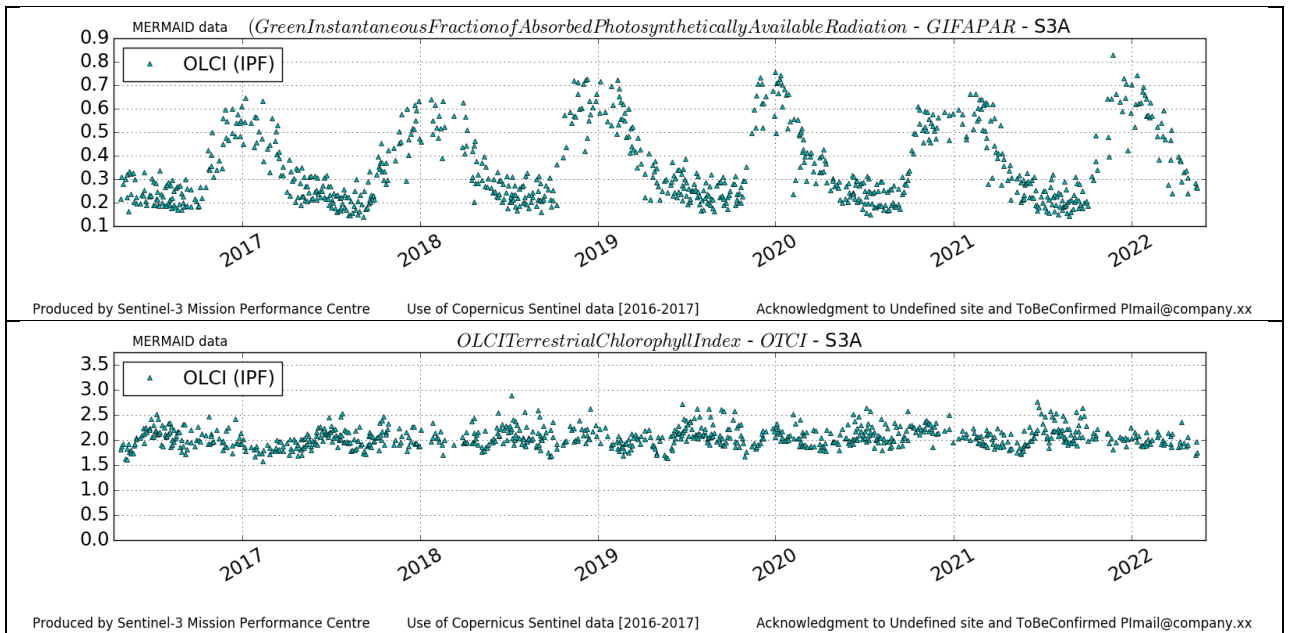 MERMAID data (GreenInstantaneousFractionofAbsorbedPhotosyntheticallyAvailableRadiation - GIFAPAR - S3A
0.9
0.8
0.7
0.6
0.5
0.4
0.3
0.2
0.1
OLCI (IPF)
2017 2018 2019 2020 2021 2022
Produced by Sentinel-3 Mission Performance Centre Use of Copernicus Sentinel data [2016-2017] Acknowledgment to Undefined site and ToBeConfirmed PImail@company.xx
MERMAID data OLCITerrestrialChlorophyllIndex - OTCI - S3A
3.5
3.0
2.5
2.0
1.5
1.0
0.5
0.0
OLCI (IPF)
2017 2018 2019 2020 2021 2022
Produced by Sentinel-3 Mission Performance Centre Use of Copernicus Sentinel data [2016-2017] Acknowledgment to Undefined site and ToBeConfirmed PImail@company.xx